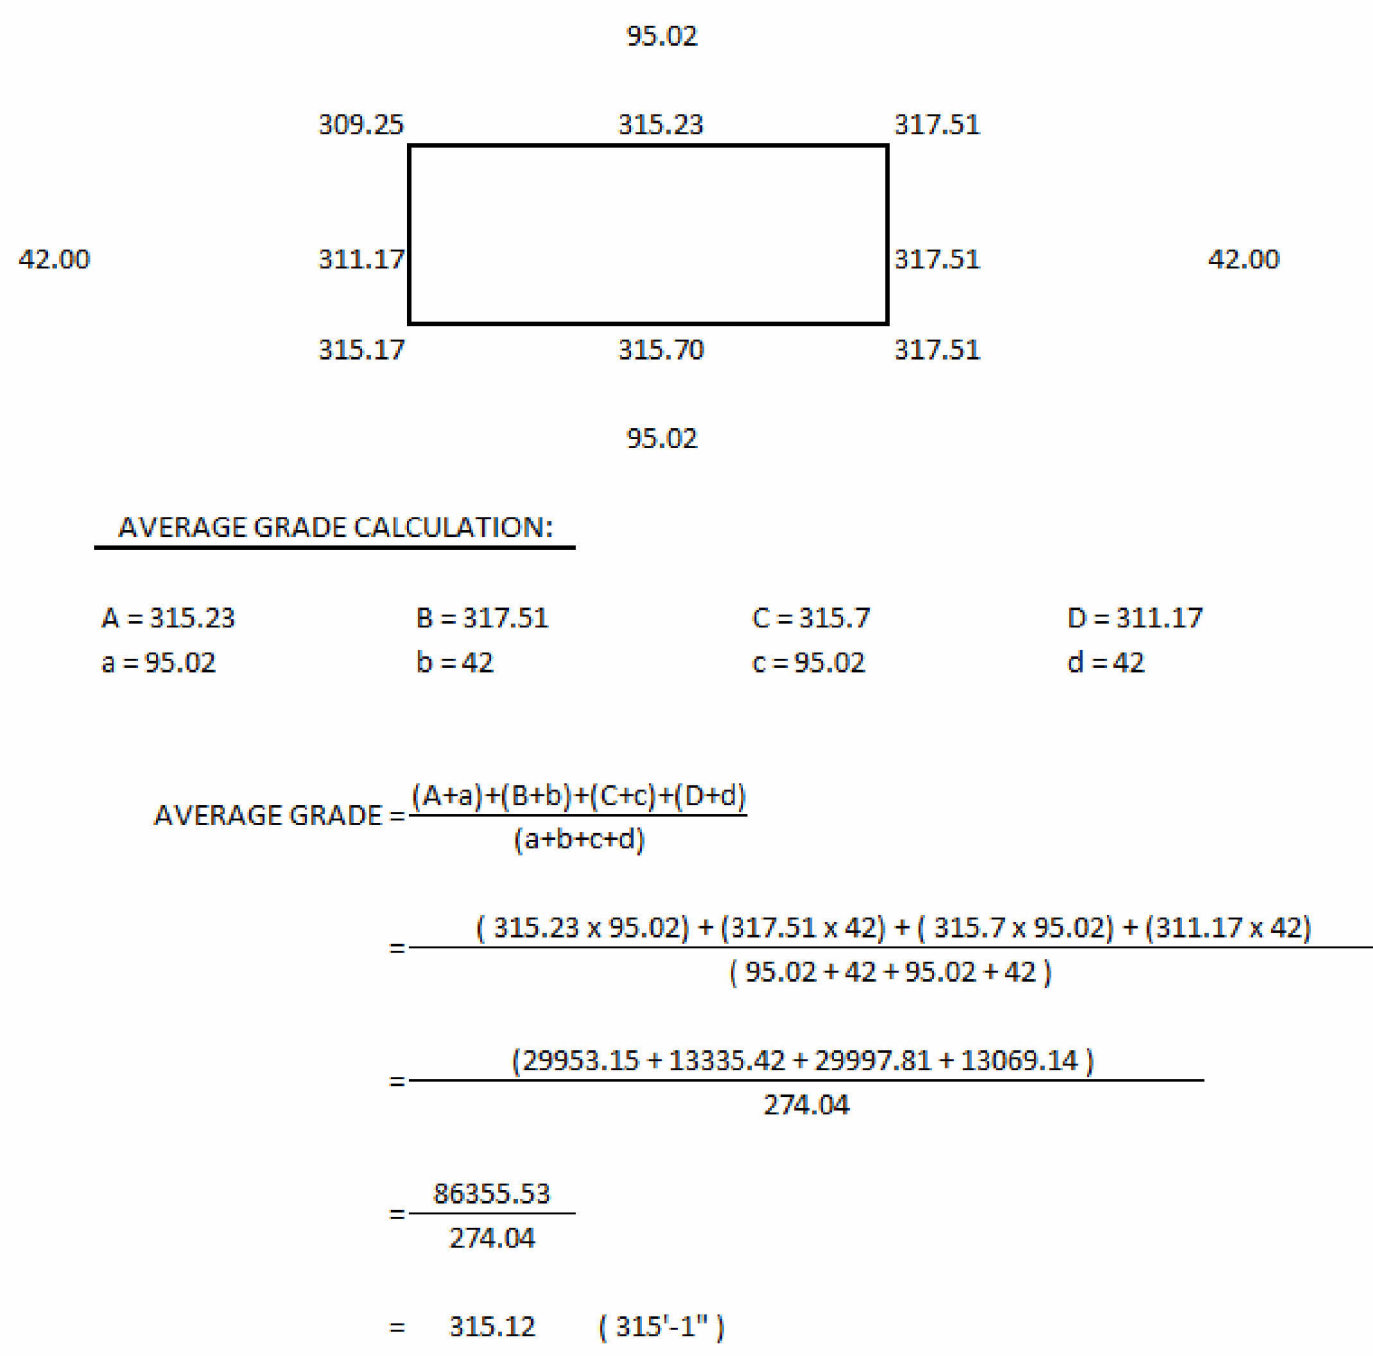 95.02
309.25 315.23 317.51
42.00 311.17 317.51 42.00
315.17 315.70 317.51
95.02
AVERAGE GRADE CALCULATION:
A = 315.23 B = 317.51 C = 315.7 D = 311.17
a = 95.02 b = 42 c = 95.02 d = 42
(A+a)+(B+b)+(C+c)+(D+d)
AVERAGE GRADE =
(a+b+c+d)
( 315.23 x 95.02) + (317.51 x 42) + ( 315.7 x 95.02) + (311.17 x 42)
=
( 95.02 + 42 + 95.02 + 42 )
(29953.15 + 13335.42 + 29997.81 + 13069.14 )
=
274.04
86355.53
=
274.04
= 315.12 ( 315'-1" )